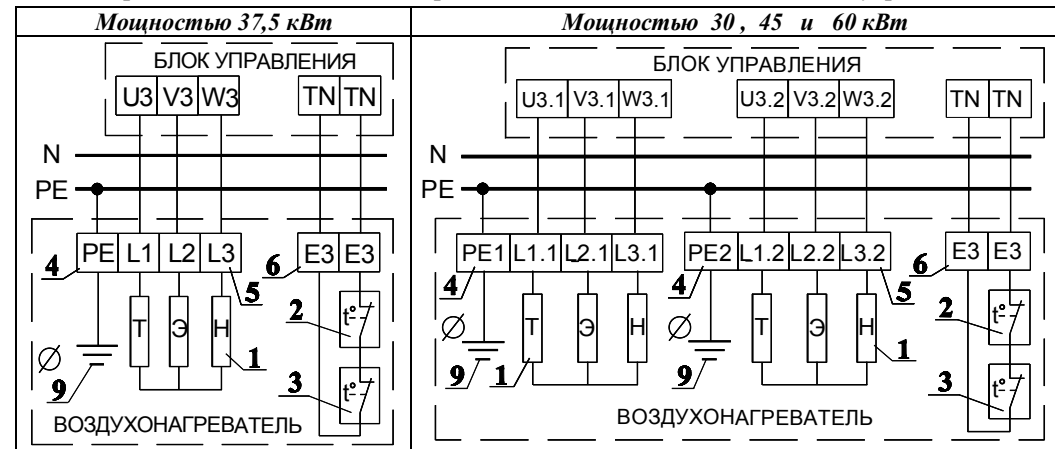 Мощностью 37,5 кВт
Мощностью 30 , 45 и 60 кВт
БЛОК УПРАВЛЕНИЯ
U3 V3 W3 TN TN
N
PE
PE L1 L2 L3 E3 E3
4 5 6
2
t°
Т Э Н
1
9
3
t°
ВОЗДУХОНАГРЕВАТЕЛЬ
БЛОК УПРАВЛЕНИЯ
U3.1 V3.1 W3.1 U3.2 V3.2 W3.2 TN TN
N
PE
PE1 L1.1 L2.1 L3.1 PE2 L1.2 L2.2 L3.2 E3 E3
4 4 5 6
2
t°
Т Э Н Т Э Н
1
9 1 9
3
t°
ВОЗДУХОНАГРЕВАТЕЛЬ